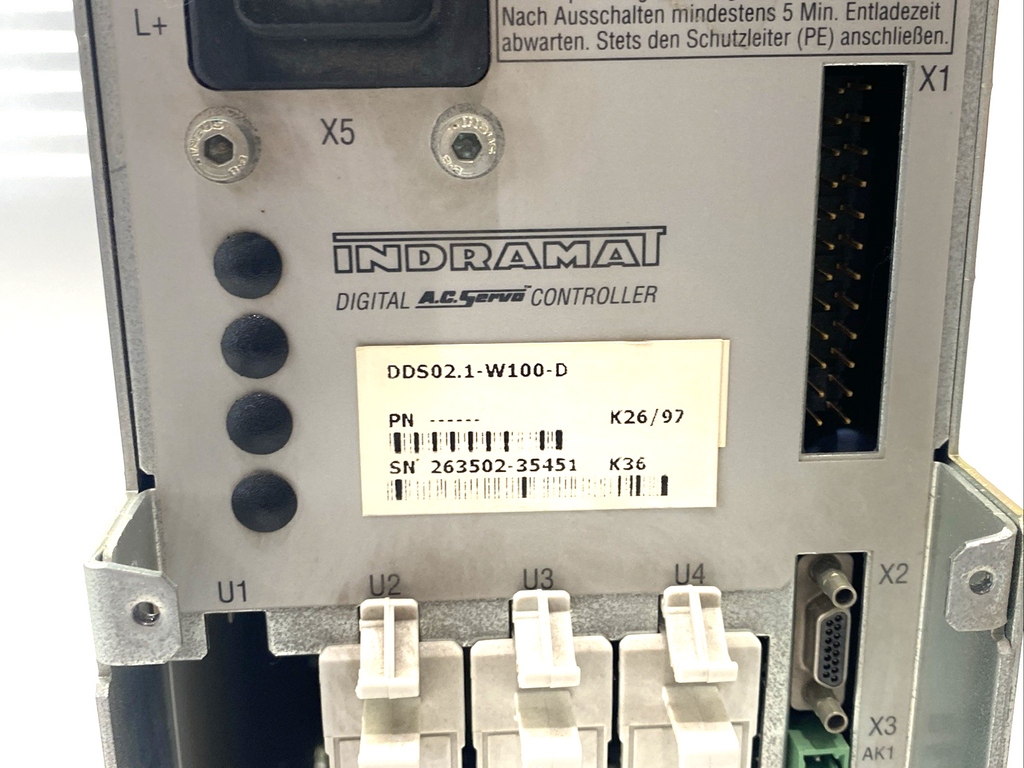 L+
Nach Ausschalten mindestens 5 Min. Entladezeit
abwarten. Stets den Schutzleiter (PE) anschließen.
X1
X5
INDRAMAT
DIGITAL A.C. Servo™ CONTROLLER
DDS02.1-W100-D
PN ------ K26/97
SN 263502-35451 K36
U1
U2
U3
U4
X2
X3
AK1